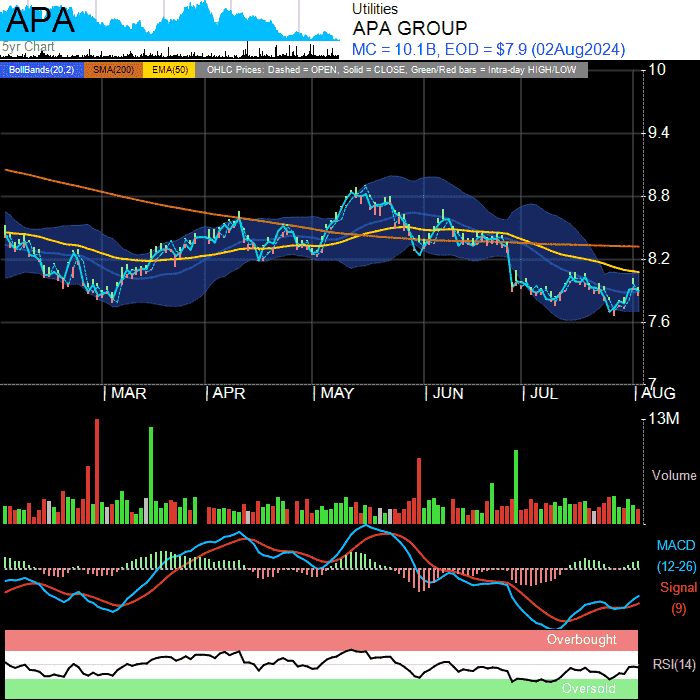 APA
5yr Chart
Utilities
APA GROUP
MC = 10.1B, EOD = $7.9 (02Aug2024)
BollBands(20,2) SMA(200) EMA(50) OHLC Prices: Dashed = OPEN, Solid = CLOSE, Green/Red bars = Intra-day HIGH/LOW
10
9.4
8.8
8.2
7.6
7
MAR APR MAY JUN JUL AUG
13M
Volume
MACD
(12-26)
Signal
(9)
Overbought
RSI(14)
Oversold